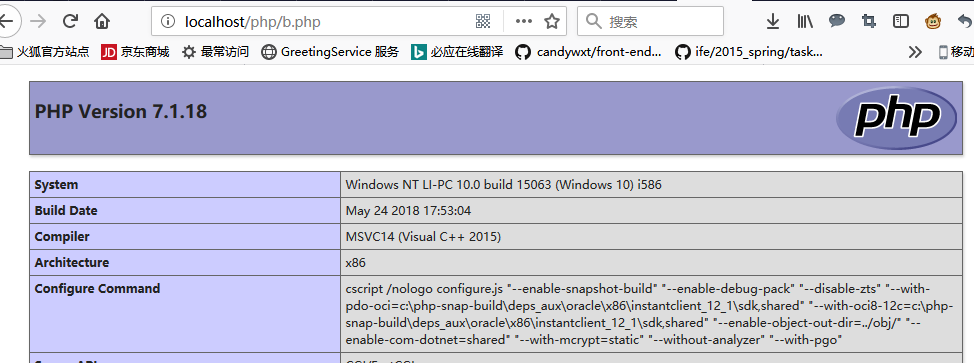 localhost/php/b.php
搜索
火狐官方站点 JD 京东商城 最常访问 GreetingService 服务 必应在线翻译 candywxt/front-end... ife/2015_spring/task... 移动
PHP Version 7.1.18
php
System Windows NT LI-PC 10.0 build 15063 (Windows 10) i586
Build Date May 24 2018 17:53:04
Compiler MSVC14 (Visual C++ 2015)
Architecture x86
Configure Command cscript /nologo configure.js "--enable-snapshot-build" "--enable-debug-pack" "--disable-zts" "--with-
pdo-oci=c:\php-snap-build\deps_aux\oracle\x86\instantclient_12_1\sdk,shared" "--with-oci8-12c=c:\php-
snap-build\deps_aux\oracle\x86\instantclient_12_1\sdk,shared" "--enable-object-out-dir=../obj/" "--
enable-com-dotnet=shared" "--with-mcrypt=static" "--without-analyzer" "--with-pgo"